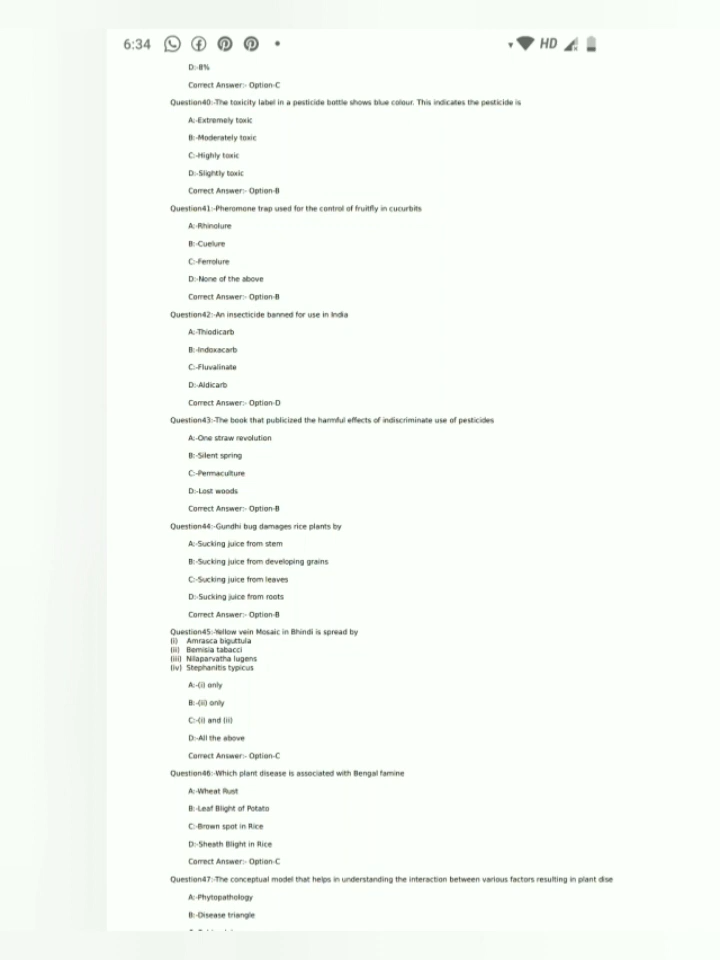 6:34 HD
D:-8%
Correct Answer:- Option-C
Question40:-The toxicity label in a pesticide bottle shows blue colour. This indicates the pesticide is
A:-Extremely toxic
B:-Moderately toxic
C:-Highly toxic
D:-Slightly toxic
Correct Answer:- Option-B
Question41:-Pheromone trap used for the control of fruitfly in cucurbits
A:-Rhinolure
B:-Cuelure
C:-Ferrolure
D:-None of the above
Correct Answer:- Option-B
Question42:-An insecticide banned for use in India
A:-Thiodicarb
B:-Indoxacarb
C:-Fluvalinate
D:-Aldicarb
Correct Answer:- Option-D
Question43:-The book that publicized the harmful effects of indiscriminate use of pesticides
A:-One straw revolution
B:-Silent spring
C:-Permaculture
D:-Lost woods
Correct Answer:- Option-B
Question44:-Gundhi bug damages rice plants by
A:-Sucking juice from stem
B:-Sucking juice from developing grains
C:-Sucking juice from leaves
D:-Sucking juice from roots
Correct Answer:- Option-B
Question45:-Yellow vein Mosaic in Bhindi is spread by
(i) Amrasca biguttula
(ii) Bemisia tabacci
(iii) Nilaparvatha lugens
(iv) Stephanitis typicus
A:-(i) only
B:-(ii) only
C:-(i) and (ii)
D:-All the above
Correct Answer:- Option-C
Question46:-Which plant disease is associated with Bengal famine
A:-Wheat Rust
B:-Leaf Blight of Potato
C:-Brown spot in Rice
D:-Sheath Blight in Rice
Correct Answer:- Option-C
Question47:-The conceptual model that helps in understanding the interaction between various factors resulting in plant dise
A:-Phytopathology
B:-Disease triangle